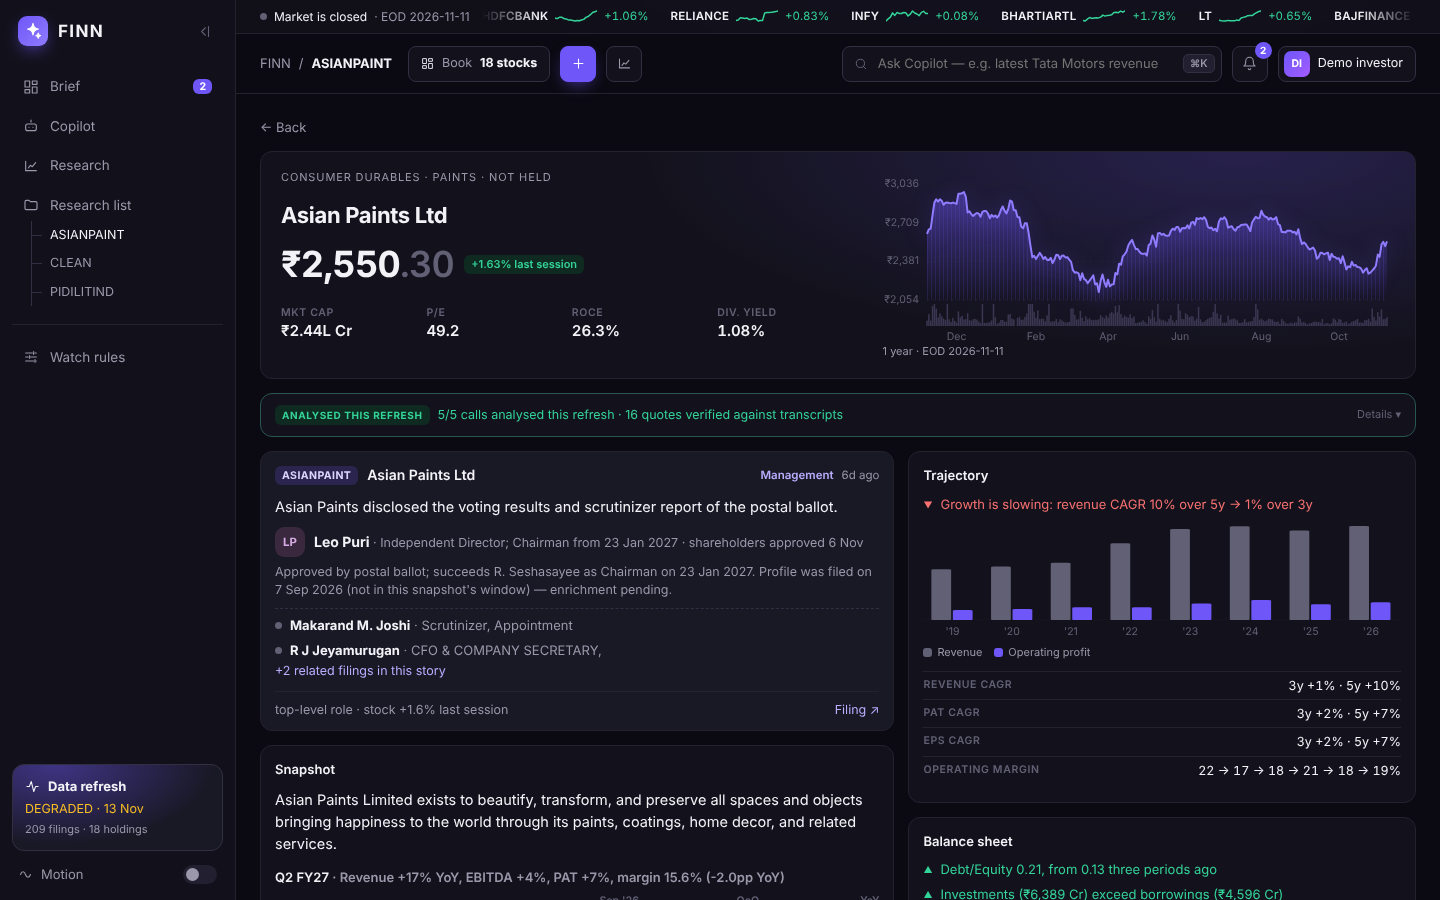 FINN
Brief 2
Copilot
Research
Research list
ASIANPAINT
CLEAN
PIDILITIND
Watch rules
Data refresh
DEGRADED · 13 Nov
209 filings · 18 holdings
Motion
Market is closed · EOD 2026-11-11 HDFCBANK +1.06% RELIANCE +0.83% INFY +0.08% BHARTIARTL +1.78% LT +0.65% BAJFINANCE
FINN / ASIANPAINT Book 18 stocks + Ask Copilot — e.g. latest Tata Motors revenue ⌘K 2 DI Demo investor
← Back
CONSUMER DURABLES · PAINTS · NOT HELD
Asian Paints Ltd
₹2,550.30 +1.63% last session
MKT CAP P/E ROCE DIV. YIELD
₹2.44L Cr 49.2 26.3% 1.08%
₹3,036
₹2,709
₹2,381
₹2,054
Dec Feb Apr Jun Aug Oct
1 year · EOD 2026-11-11
ANALYSED THIS REFRESH 5/5 calls analysed this refresh · 16 quotes verified against transcripts Details ▾
ASIANPAINT Asian Paints Ltd Management 6d ago
Asian Paints disclosed the voting results and scrutinizer report of the postal ballot.
LP Leo Puri · Independent Director; Chairman from 23 Jan 2027 · shareholders approved 6 Nov
Approved by postal ballot; succeeds R. Seshasayee as Chairman on 23 Jan 2027. Profile was filed on
7 Sep 2026 (not in this snapshot's window) — enrichment pending.
Makarand M. Joshi · Scrutinizer, Appointment
R J Jeyamurugan · CFO & COMPANY SECRETARY,
+2 related filings in this story
top-level role · stock +1.6% last session Filing ↗
Snapshot
Asian Paints Limited exists to beautify, transform, and preserve all spaces and objects
bringing happiness to the world through its paints, coatings, home decor, and related
services.
Q2 FY27 · Revenue +17% YoY, EBITDA +4%, PAT +7%, margin 15.6% (-2.0pp YoY)
Sep '26 QoQ YoY
Trajectory
▼ Growth is slowing: revenue CAGR 10% over 5y → 1% over 3y
'19 '20 '21 '22 '23 '24 '25 '26
Revenue Operating profit
REVENUE CAGR 3y +1% · 5y +10%
PAT CAGR 3y +2% · 5y +7%
EPS CAGR 3y +2% · 5y +7%
OPERATING MARGIN 22 → 17 → 18 → 21 → 18 → 19%
Balance sheet
▲ Debt/Equity 0.21, from 0.13 three periods ago
▲ Investments (₹6,389 Cr) exceed borrowings (₹4,596 Cr)